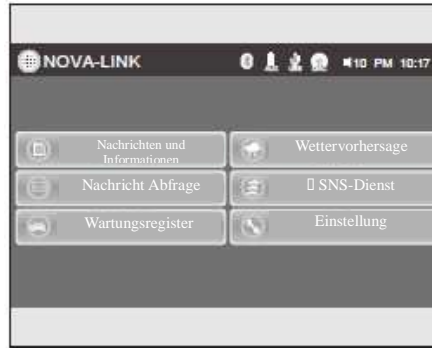 NOVA-LINK
10 PM 10:17
Nachrichten und
Informationen
Wettervorhersage
Nachricht Abfrage
SNS-Dienst
Wartungsregister
Einstellung